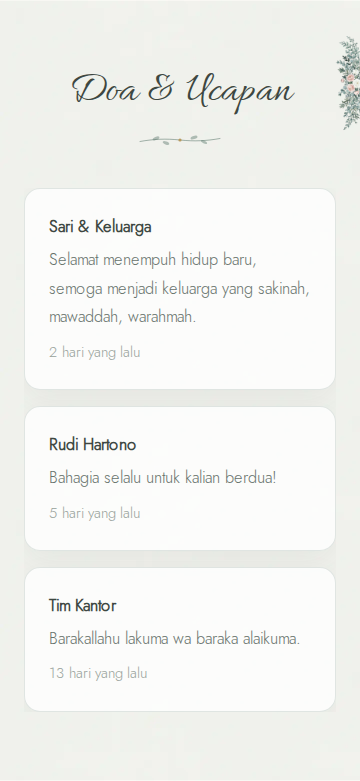 Doa & Ucapan
Sari & Keluarga
Selamat menempuh hidup baru,
semoga menjadi keluarga yang sakinah,
mawaddah, warahmah.
2 hari yang lalu
Rudi Hartono
Bahagia selalu untuk kalian berdua!
5 hari yang lalu
Tim Kantor
Barakallahu lakuma wa baraka alaikuma.
13 hari yang lalu